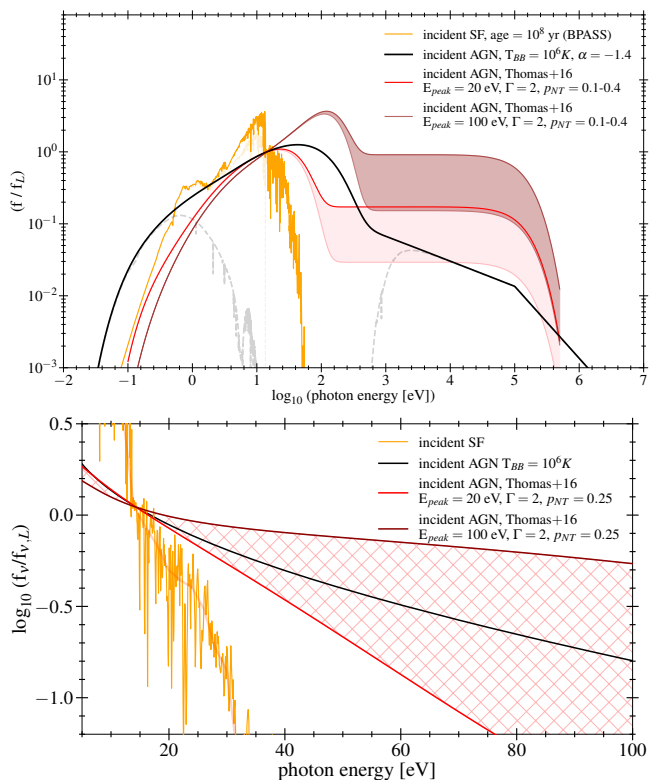 incident SF, age = 10⁸ yr (BPASS)
incident AGN, T_BB = 10⁶K, α = −1.4
incident AGN, Thomas+16
E_peak = 20 eV, Γ = 2, p_NT = 0.1-0.4
incident AGN, Thomas+16
E_peak = 100 eV, Γ = 2, p_NT = 0.1-0.4
(f / f_L)
10¹
10⁰
10⁻¹
10⁻²
10⁻³
−2 −1 0 1 2 3 4 5 6 7
log₁₀ (photon energy [eV])
incident SF
incident AGN T_BB = 10⁶K
incident AGN, Thomas+16
E_peak = 20 eV, Γ = 2, p_NT = 0.25
incident AGN, Thomas+16
E_peak = 100 eV, Γ = 2, p_NT = 0.25
log₁₀ (f_ν/f_ν,L)
0.5
0.0
−0.5
−1.0
20 40 60 80 100
photon energy [eV]